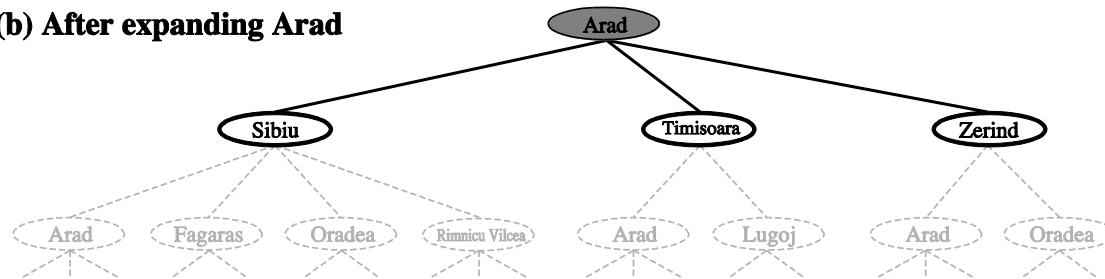 (b) After expanding Arad
Arad
Sibiu
Timisoara
Zerind
Arad
Fagaras
Oradea
Rimnicu Vilcea
Arad
Lugoj
Arad
Oradea